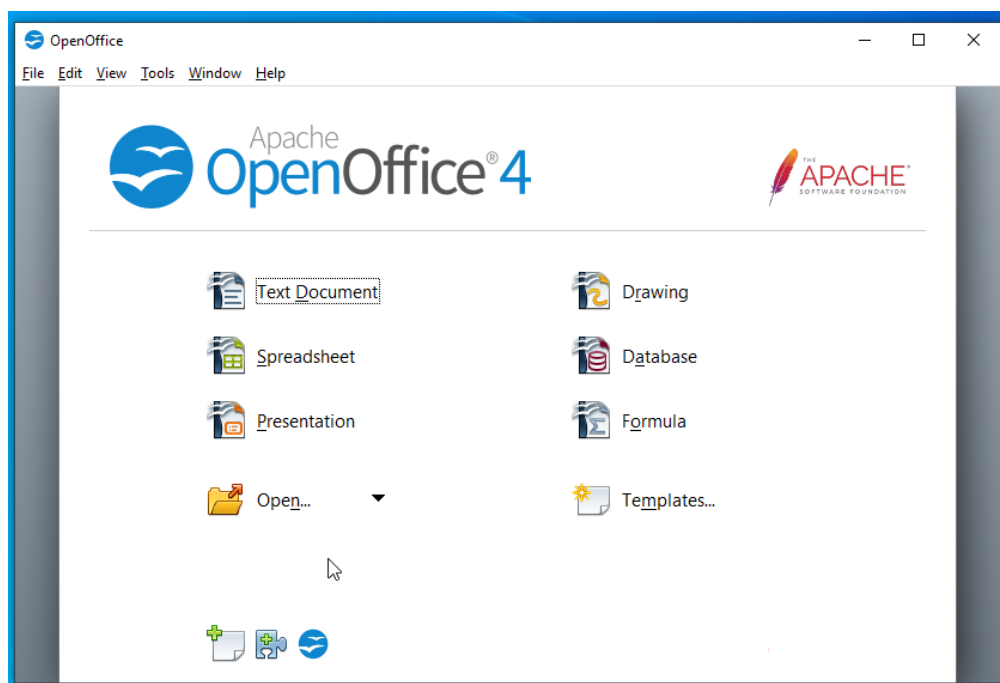 OpenOffice
File Edit View Tools Window Help
Apache
OpenOffice® 4
THE
APACHE®
SOFTWARE FOUNDATION
Text Document
Drawing
Spreadsheet
Database
Presentation
Formula
Open...
Templates...